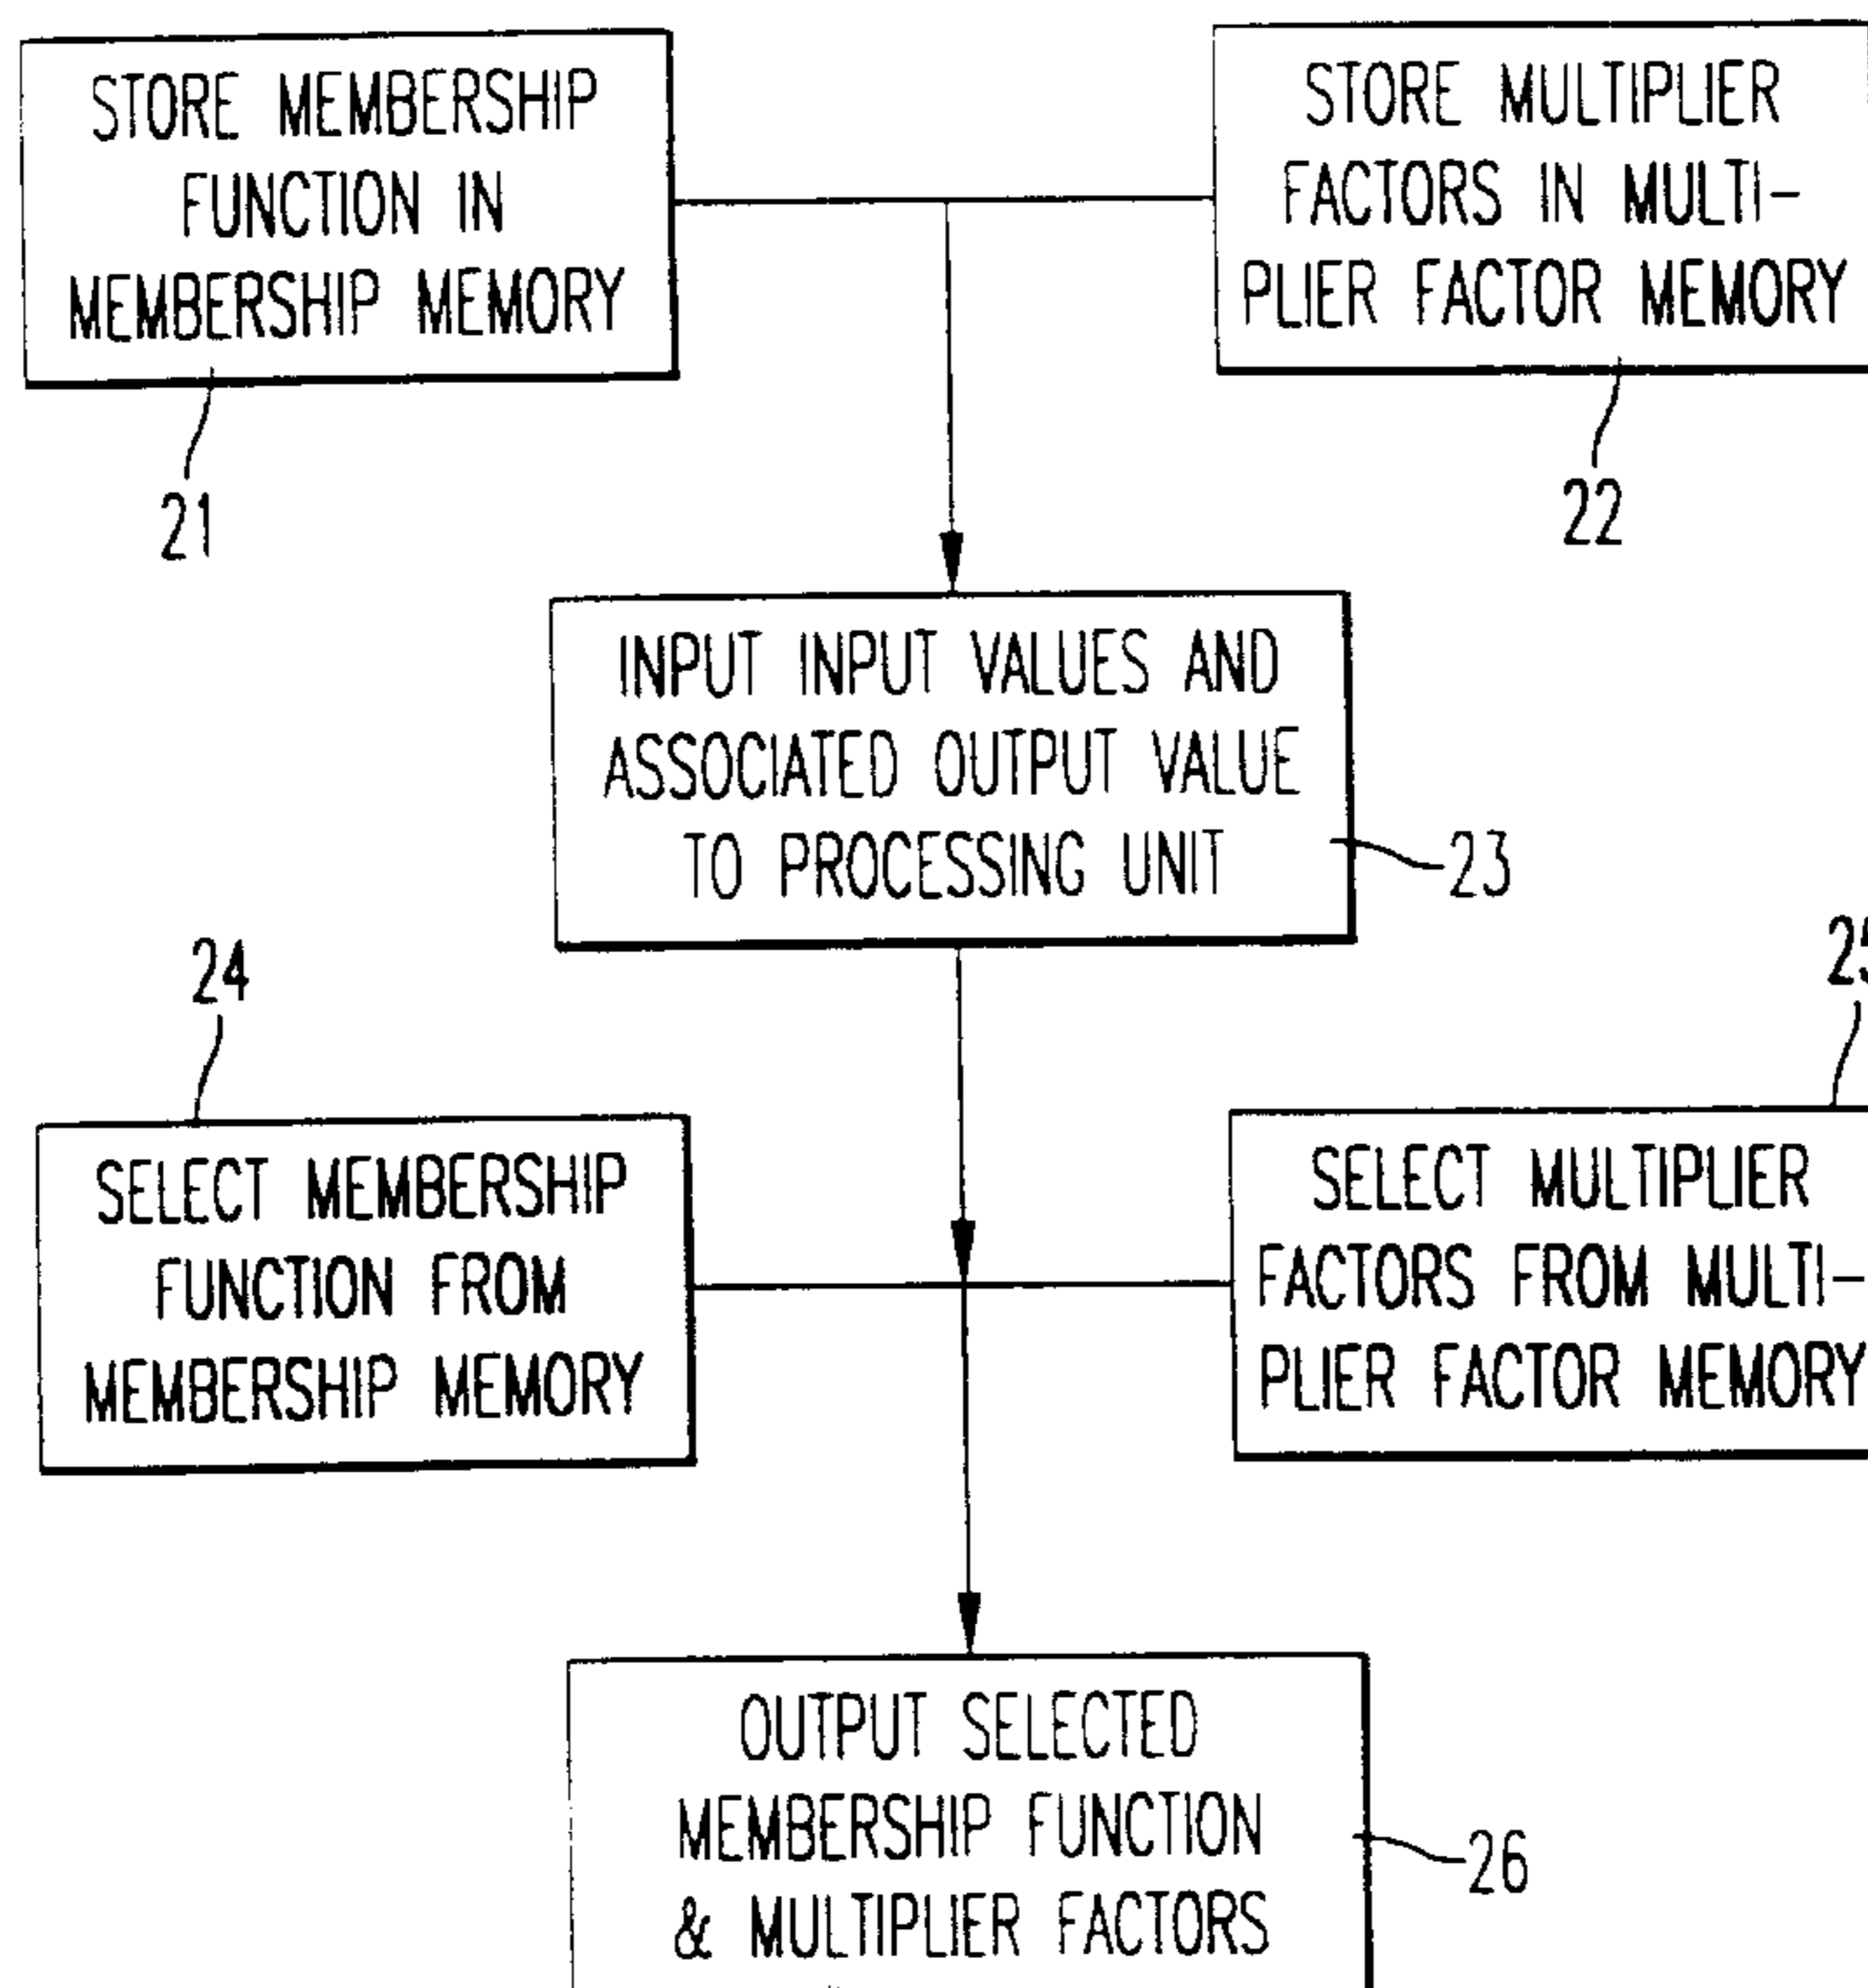 STORE MEMBERSHIP
FUNCTION IN
MEMBERSHIP MEMORY
21
STORE MULTIPLIER
FACTORS IN MULTI-
PLIER FACTOR MEMORY
22
INPUT INPUT VALUES AND
ASSOCIATED OUTPUT VALUE
TO PROCESSING UNIT
23
24
SELECT MEMBERSHIP
FUNCTION FROM
MEMBERSHIP MEMORY
SELECT MULTIPLIER
FACTORS FROM MULTI-
PLIER FACTOR MEMORY
OUTPUT SELECTED
MEMBERSHIP FUNCTION
& MULTIPLIER FACTORS
26